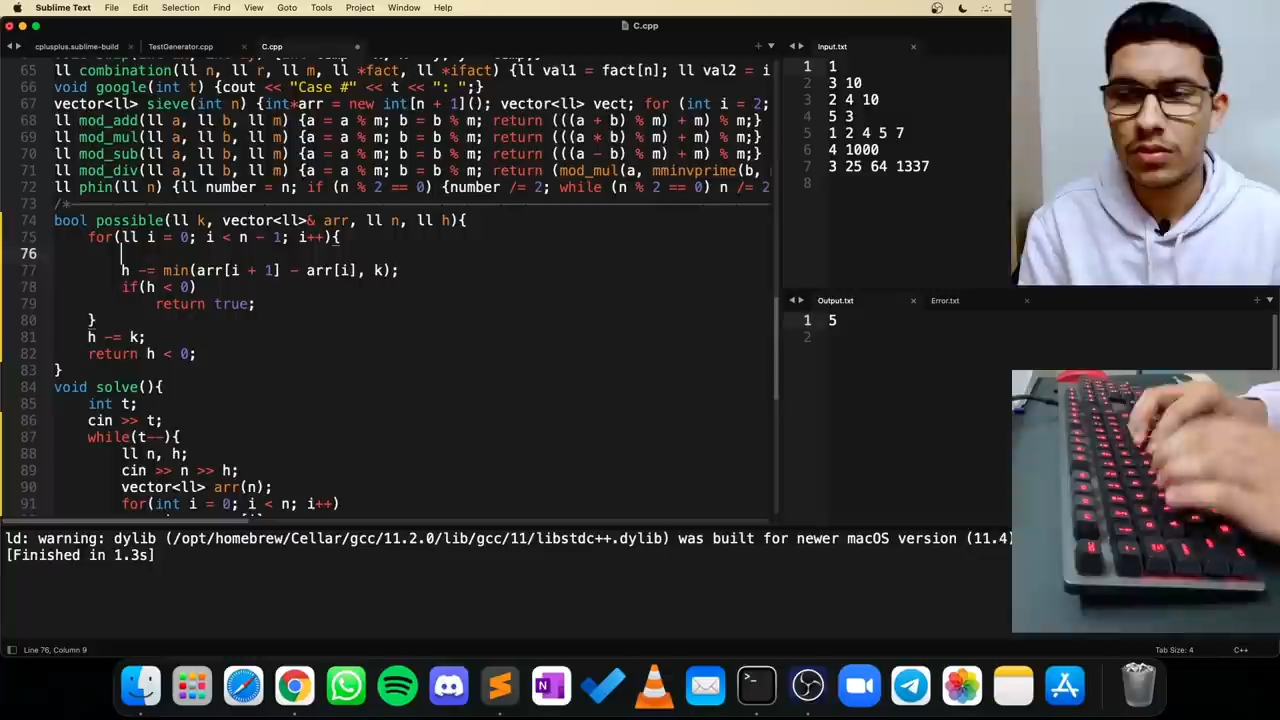 Sublime Text File Edit Selection Find View Goto Tools Project Window Help
C.cpp
cplusplus.sublime-build TestGenerator.cpp C.cpp
65 ll combination(ll n, ll r, ll m, ll *fact, ll *ifact) {ll val1 = fact[n]; ll val2 = i
66 void google(int t) {cout << "Case #" << t << ": ";}
67 vector<ll> sieve(int n) {int*arr = new int[n + 1](); vector<ll> vect; for (int i = 2;
68 ll mod_add(ll a, ll b, ll m) {a = a % m; b = b % m; return (((a + b) % m) + m) % m;}
69 ll mod_mul(ll a, ll b, ll m) {a = a % m; b = b % m; return (((a * b) % m) + m) % m;}
70 ll mod_sub(ll a, ll b, ll m) {a = a % m; b = b % m; return (((a - b) % m) + m) % m;}
71 ll mod_div(ll a, ll b, ll m) {a = a % m; b = b % m; return (mod_mul(a, mminvprime(b,
72 ll phin(ll n) {ll number = n; if (n % 2 == 0) {number /= 2; while (n % 2 == 0) n /= 2
73 /*
74 bool possible(ll k, vector<ll>& arr, ll n, ll h){
75 for(ll i = 0; i < n - 1; i++){
76
77 h -= min(arr[i + 1] - arr[i], k);
78 if(h < 0)
79 return true;
80 }
81 h -= k;
82 return h < 0;
83 }
84 void solve(){
85 int t;
86 cin >> t;
87 while(t--){
88 ll n, h;
89 cin >> n >> h;
90 vector<ll> arr(n);
91 for(int i = 0; i < n; i++)
Input.txt
1 1
2 3 10
3 2 4 10
4 5 3
5 1 2 4 5 7
6 4 1000
7 3 25 64 1337
8
Output.txt Error.txt
1 5
2
ld: warning: dylib (/opt/homebrew/Cellar/gcc/11.2.0/lib/gcc/11/libstdc++.dylib) was built for newer macOS version (11.4)
[Finished in 1.3s]
Line 76, Column 9 Tab Size: 4 C++